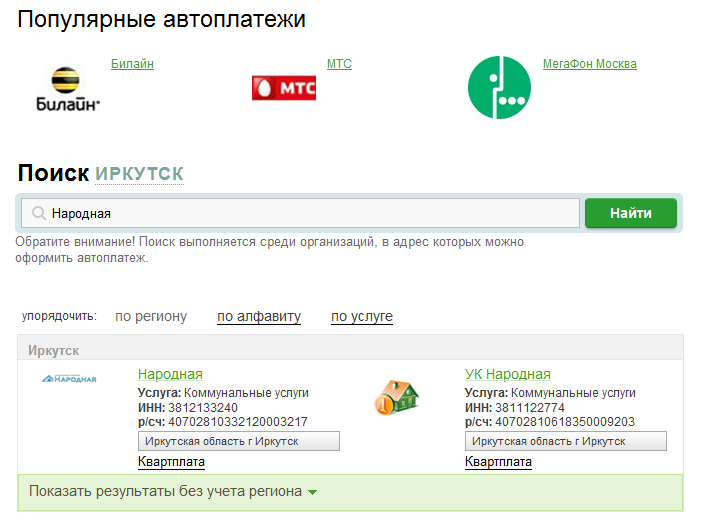 Популярные автоплатежи
Билайн МТС МегаФон Москва
Билайн МТС
Поиск ИРКУТСК
Народная Найти
Обратите внимание! Поиск выполняется среди организаций, в адрес которых можно
оформить автоплатеж.
упорядочить: по региону по алфавиту по услуге
Иркутск
НАРОДНАЯ
Народная УК Народная
Услуга: Коммунальные услуги Услуга: Коммунальные услуги
ИНН: 3812133240 ИНН: 3811122774
р/сч: 40702810332120003217 р/сч: 40702810618350009203
Иркутская область г Иркутск Иркутская область г Иркутск
Квартплата Квартплата
Показать результаты без учета региона